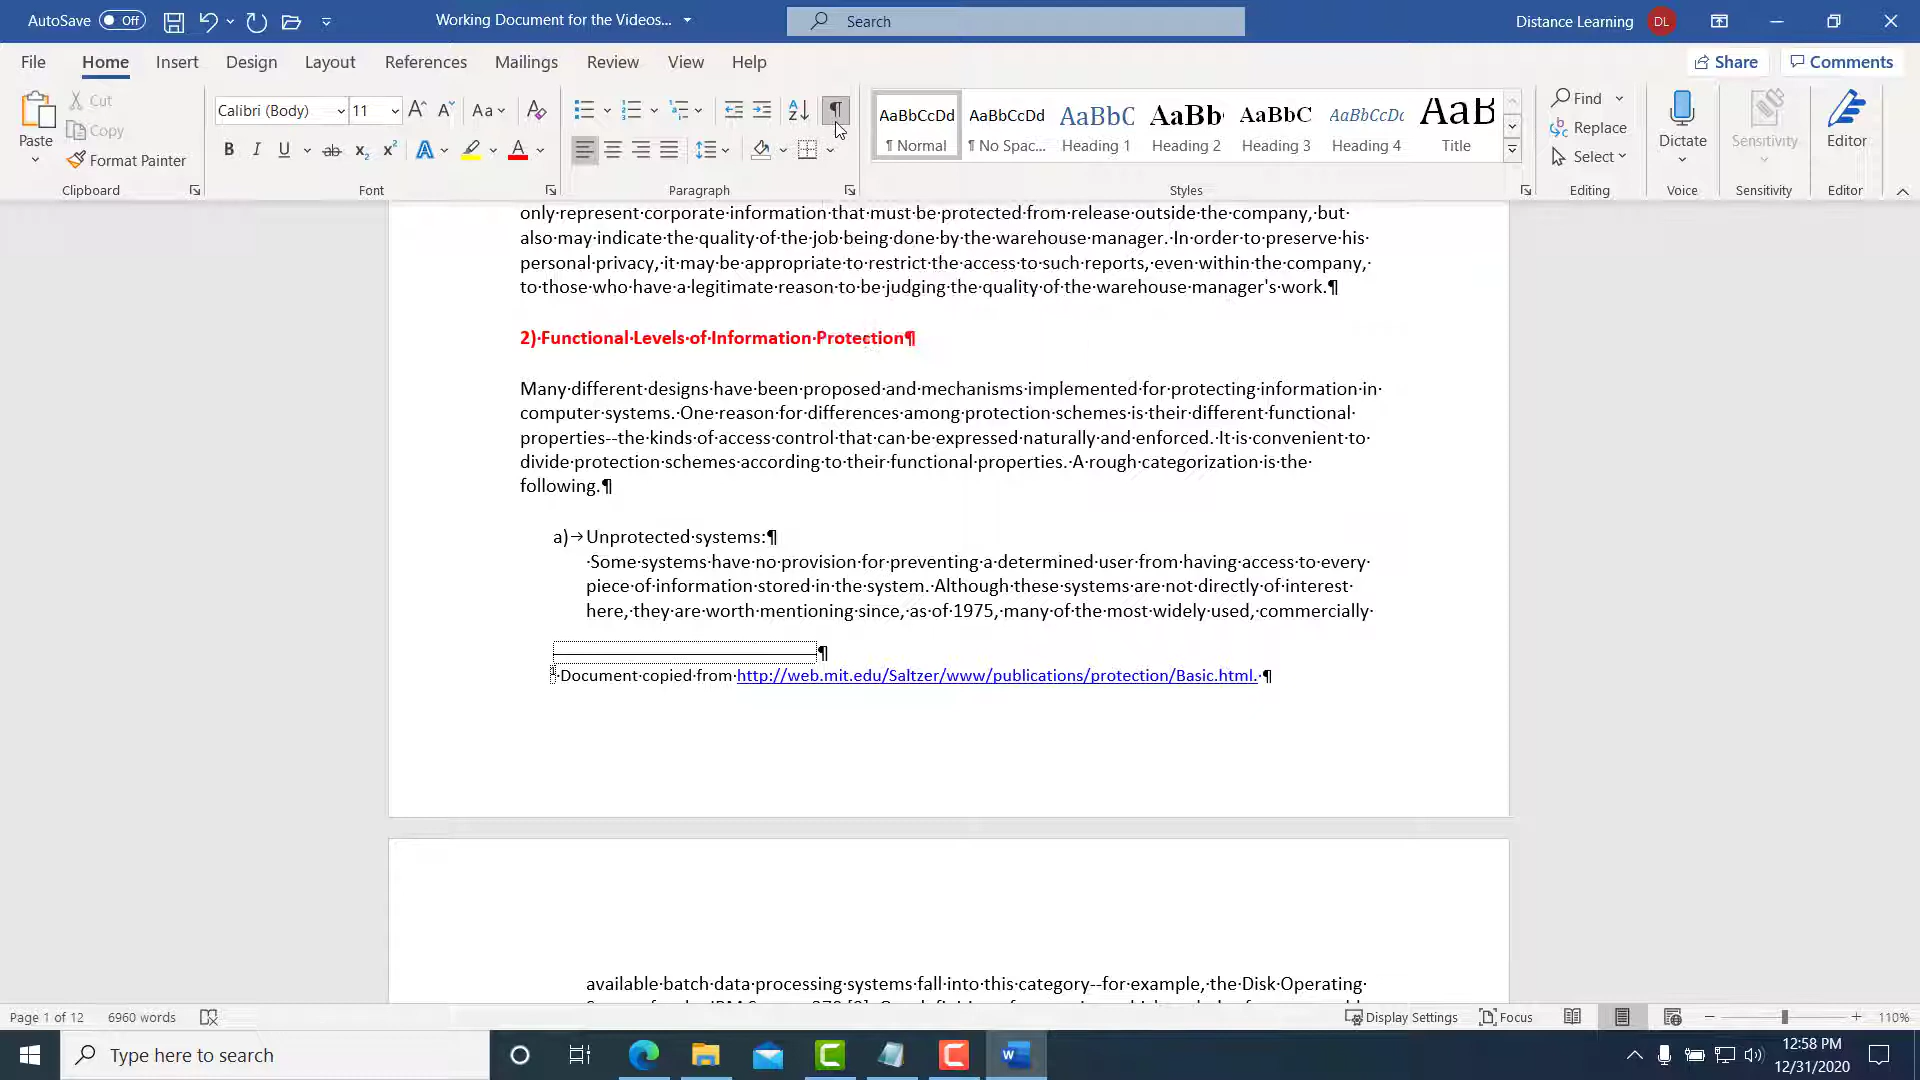 AutoSave Off
Working Document for the Videos...
Search
Distance Learning DL
File Home Insert Design Layout References Mailings Review View Help
Share Comments
Paste
Cut
Copy
Format Painter
Clipboard
Calibri (Body) 11
Font
Paragraph
AaBbCcDd AaBbCcDd AaBbC AaBb AaBbC AaBbCcDc AaB
¶ Normal ¶ No Spac... Heading 1 Heading 2 Heading 3 Heading 4 Title
Styles
Find
Replace
Select
Editing
Dictate
Voice
Sensitivity
Sensitivity
Editor
Editor
only·represent·corporate·information·that·must·be·protected·from·release·outside·the·company,·but·
also·may·indicate·the·quality·of·the·job·being·done·by·the·warehouse·manager.·In·order·to·preserve·his·
personal·privacy,·it·may·be·appropriate·to·restrict·the·access·to·such·reports,·even·within·the·company,·
to·those·who·have·a·legitimate·reason·to·be·judging·the·quality·of·the·warehouse·manager's·work.¶
2)·Functional·Levels·of·Information·Protection¶
Many·different·designs·have·been·proposed·and·mechanisms·implemented·for·protecting·information·in·
computer·systems.·One·reason·for·differences·among·protection·schemes·is·their·different·functional·
properties--the·kinds·of·access·control·that·can·be·expressed·naturally·and·enforced.·It·is·convenient·to·
divide·protection·schemes·according·to·their·functional·properties.·A·rough·categorization·is·the·
following.¶
a)→Unprotected·systems:¶
·Some·systems·have·no·provision·for·preventing·a·determined·user·from·having·access·to·every·
piece·of·information·stored·in·the·system.·Although·these·systems·are·not·directly·of·interest·
here,·they·are·worth·mentioning·since,·as·of·1975,·many·of·the·most·widely·used,·commercially·
¶
1·Document·copied·from·http://web.mit.edu/Saltzer/www/publications/protection/Basic.html.·¶
available·batch·data·processing·systems·fall·into·this·category--for·example,·the·Disk·Operating·
Page 1 of 12 6960 words
Display Settings Focus 110%
Type here to search
12:58 PM
12/31/2020